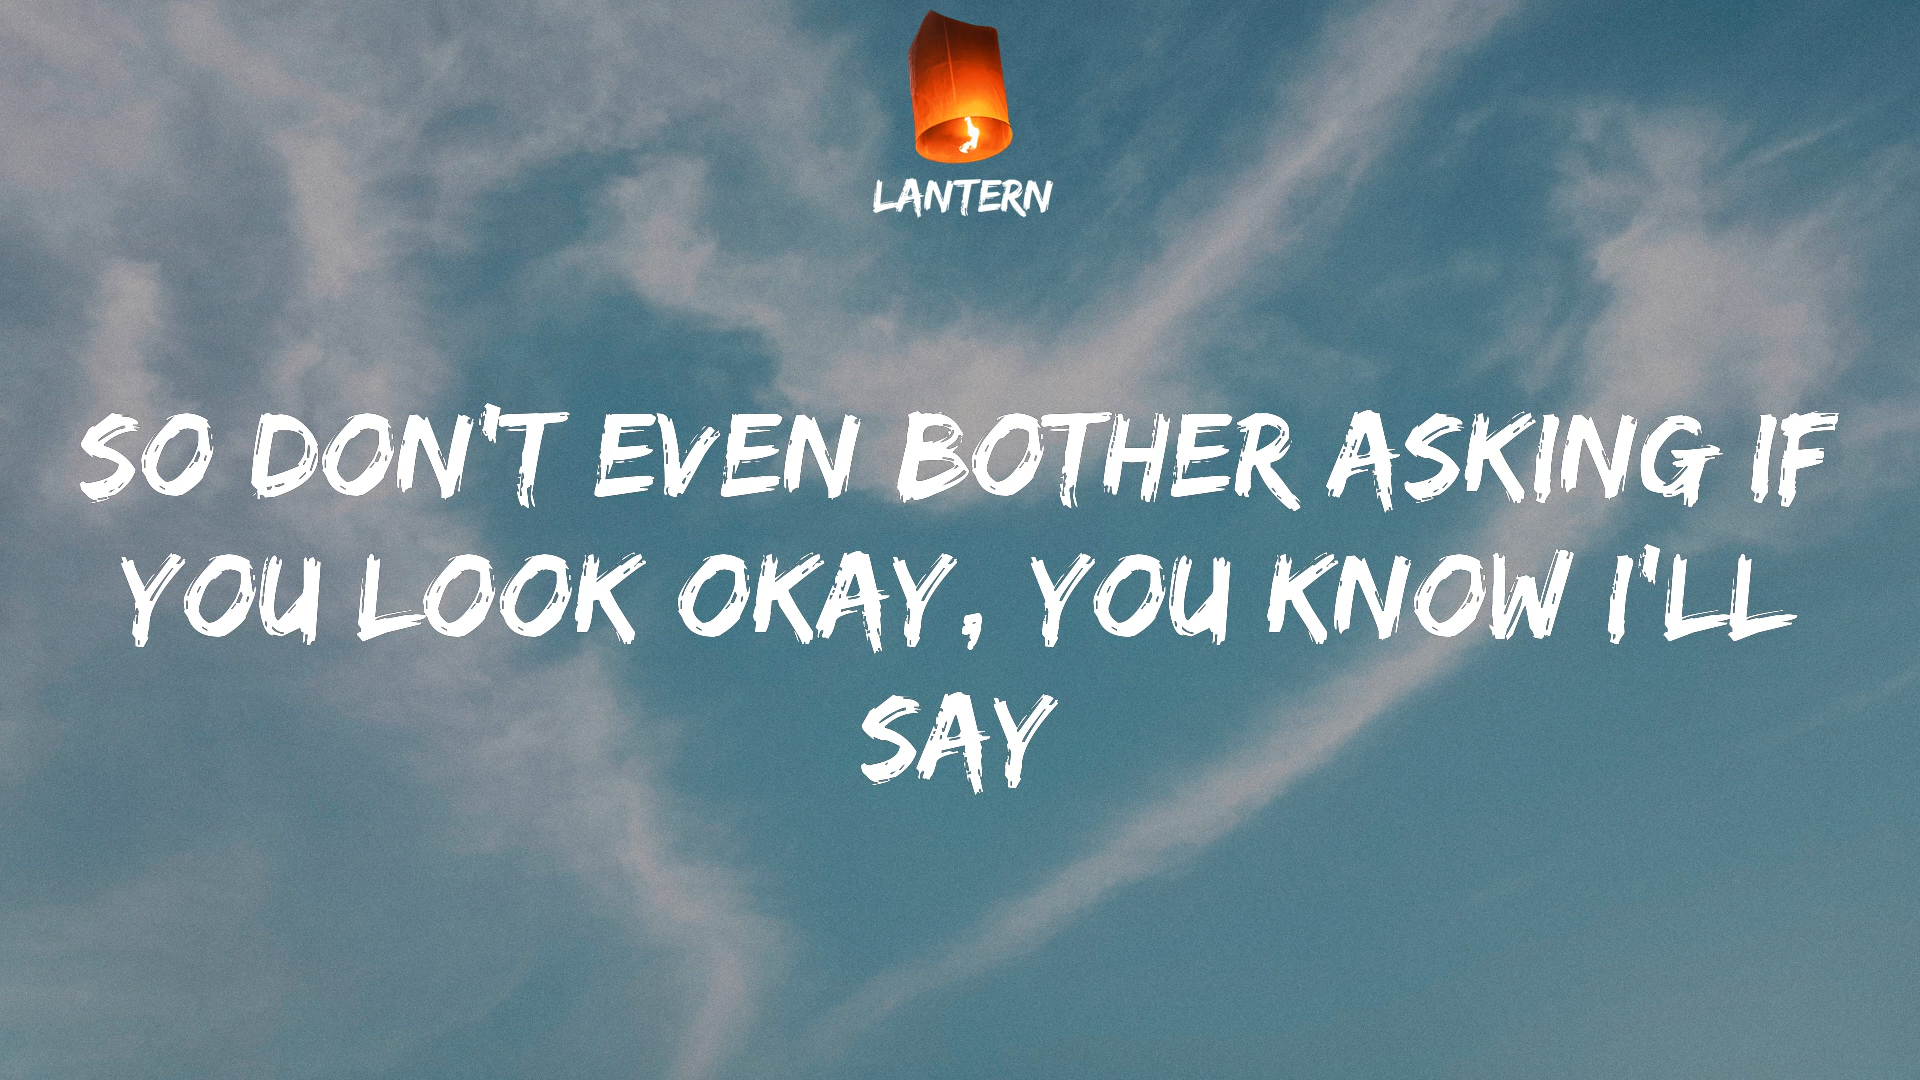 LANTERN
SO DON'T EVEN BOTHER ASKING IF
YOU LOOK OKAY, YOU KNOW I'LL
SAY